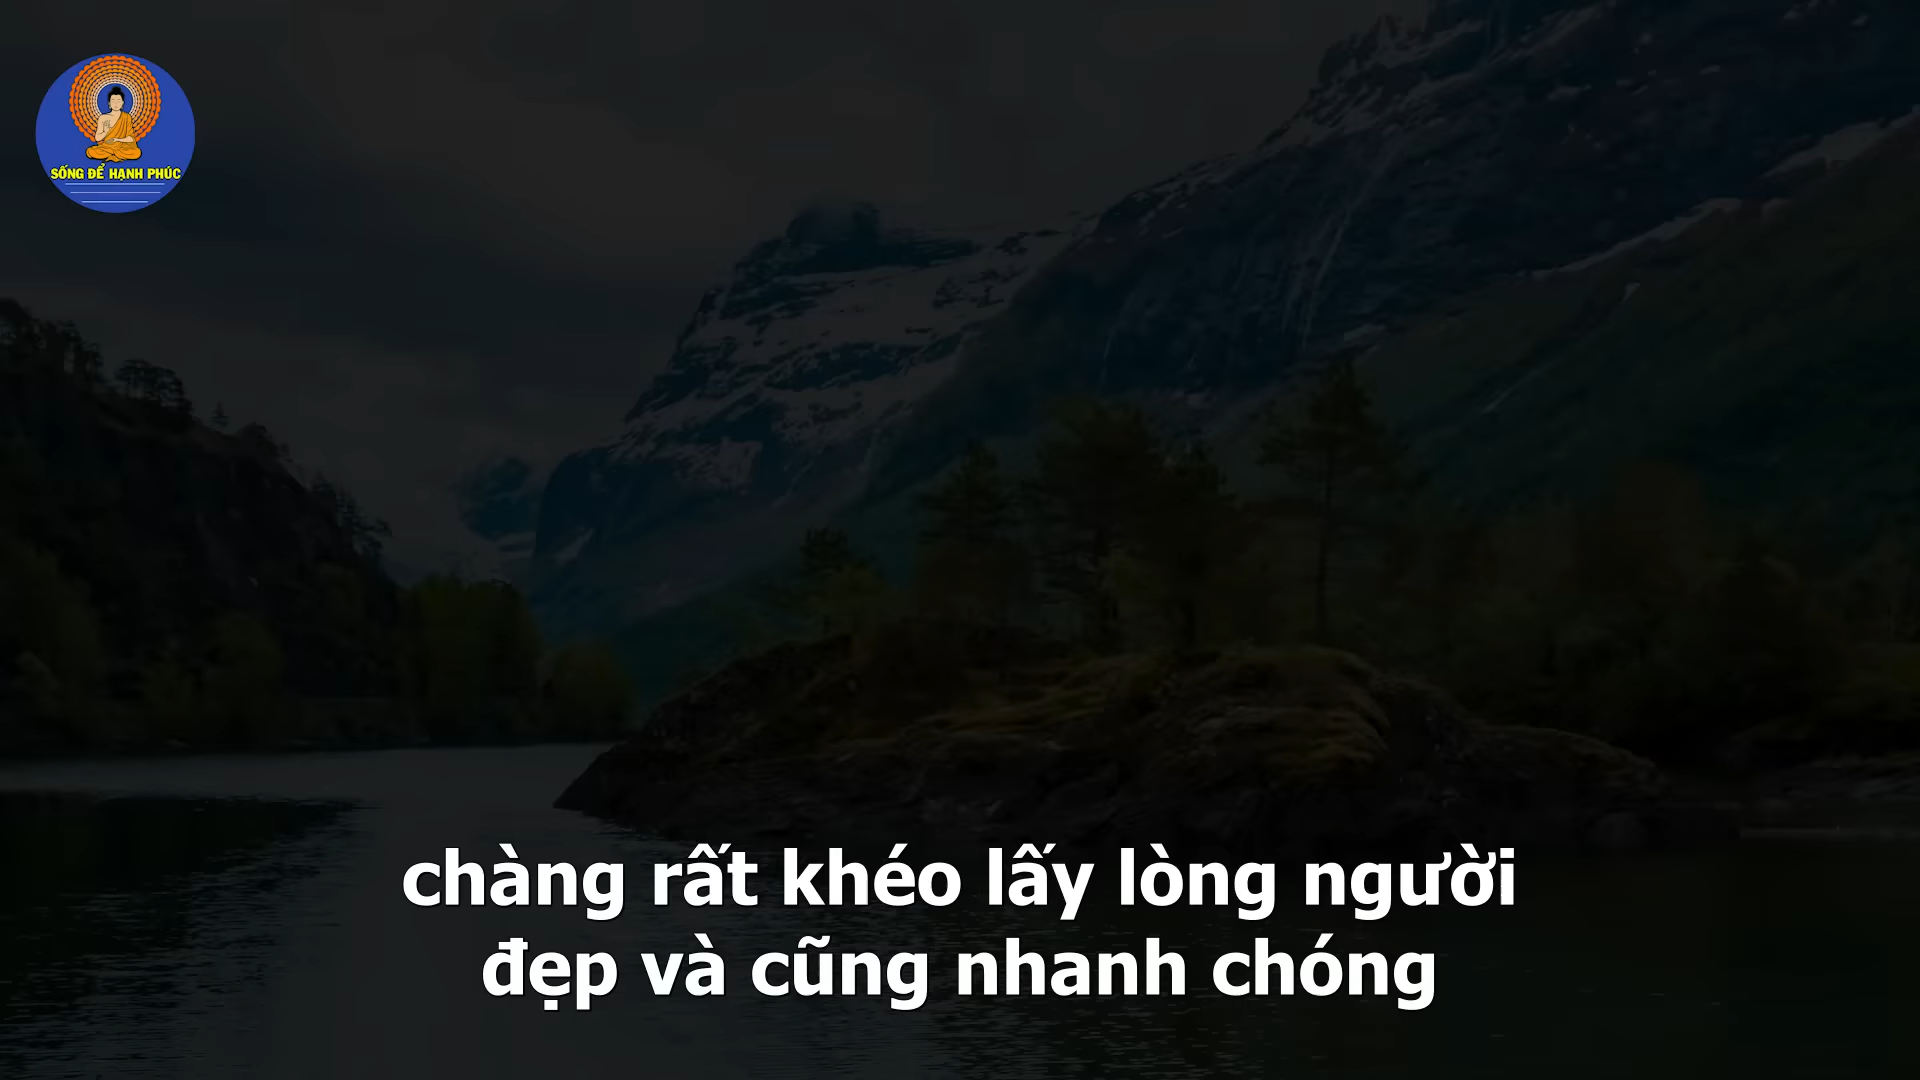 SỐNG ĐỂ HẠNH PHÚC
chàng rất khéo lấy lòng người
đẹp và cũng nhanh chóng